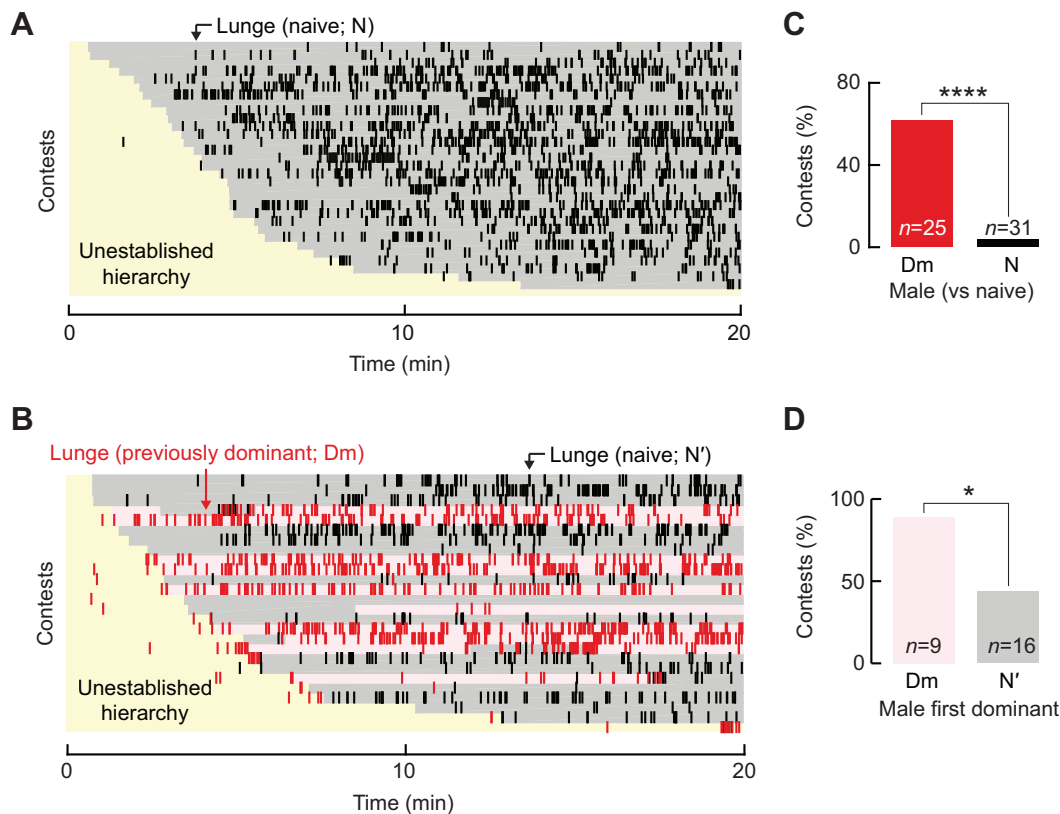 A
Lunge (naive; N)
Contests
Unestablished
hierarchy
0
10
20
Time (min)
B
Lunge (previously dominant; Dm)
Lunge (naive; N′)
Contests
Unestablished
hierarchy
0
10
20
Time (min)
C
Contests (%)
80
40
0
****
n=25
n=31
Dm
N
Male (vs naive)
D
Contests (%)
100
50
0
*
n=9
n=16
Dm
N′
Male first dominant